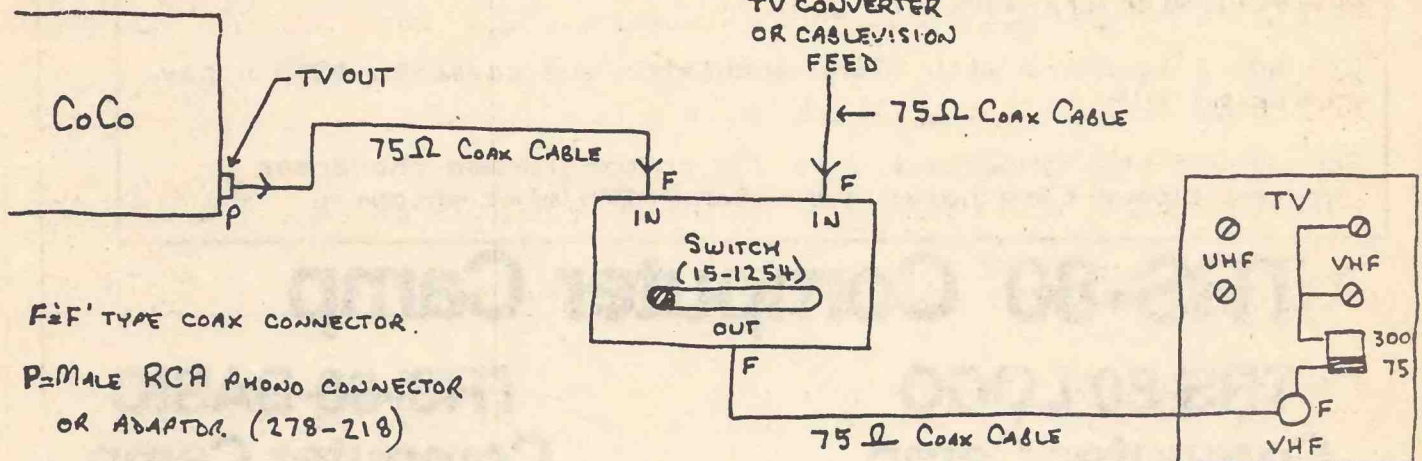 TV CONVERTER
OR CABLEVISION
FEED
TV OUT
CoCo
75Ω COAX CABLE
← 75Ω COAX CABLE
F
F
P
IN
IN
SWITCH
(15-1254)
OUT
F
TV
UHF
VHF
300
75
F
VHF
75Ω COAX CABLE
F='F' TYPE COAX CONNECTOR.
P=MALE RCA PHONO CONNECTOR
OR ADAPTOR (278-218)